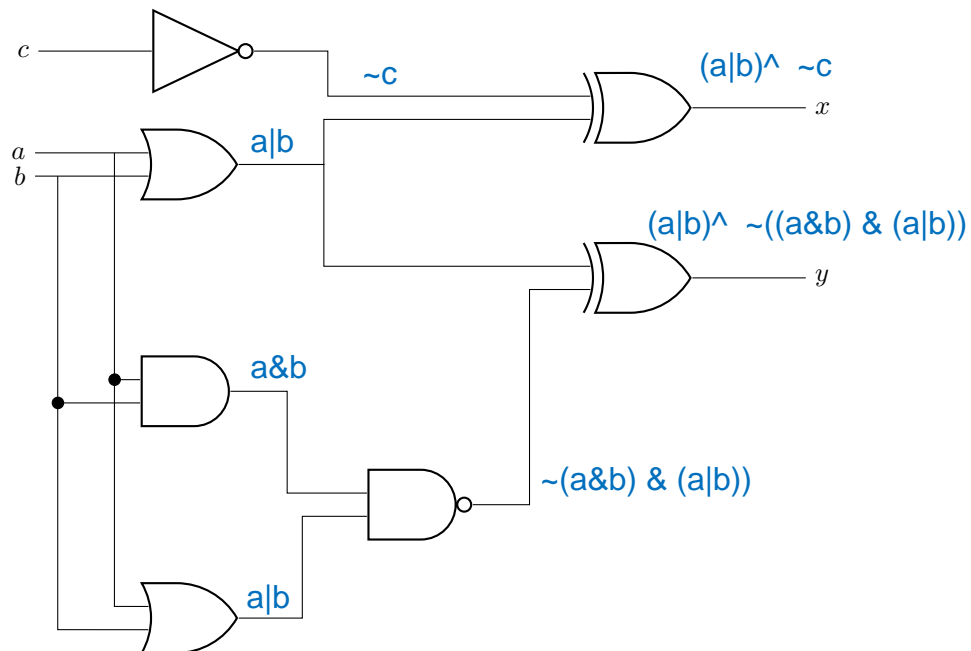 c
~c
(a|b)^ ~c
x
a
b
a|b
(a|b)^ ~((a&b) & (a|b))
y
a&b
~(a&b) & (a|b))
a|b